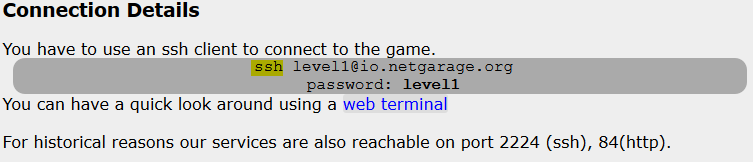 Connection Details
You have to use an ssh client to connect to the game.
ssh level1@io.netgarage.org
password: level1
You can have a quick look around using a web terminal
For historical reasons our services are also reachable on port 2224 (ssh), 84(http).